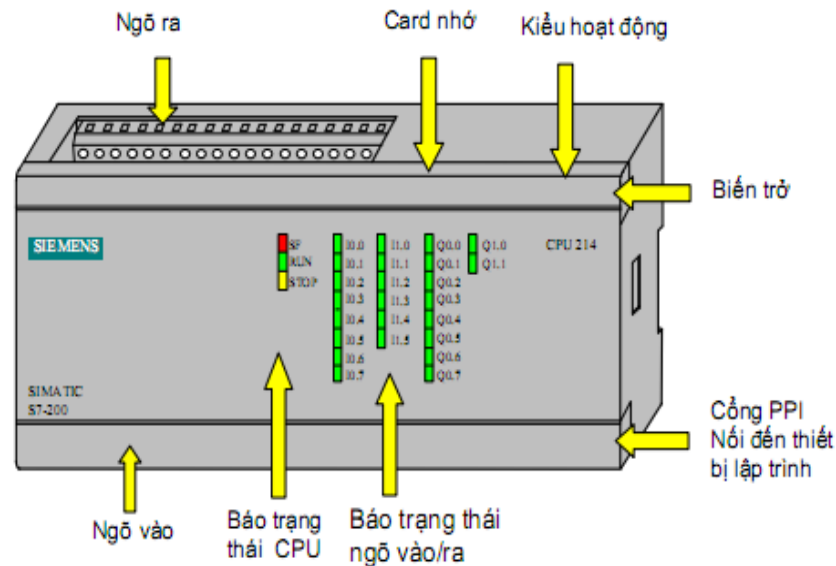 Ngõ ra
Card nhớ
Kiểu hoạt động
Biến trở
SIEMENS
SF
RUN
STOP
I0.0
I0.1
I0.2
I0.3
I0.4
I0.5
I0.6
I0.7
I1.0
I1.1
I1.2
I1.3
I1.4
I1.5
Q0.0
Q0.1
Q0.2
Q0.3
Q0.4
Q0.5
Q0.6
Q0.7
Q1.0
Q1.1
CPU 214
SIMATIC
S7-200
Cổng PPI
Nối đến thiết
bị lập trình
Ngõ vào
Báo trạng
thái CPU
Báo trạng thái
ngõ vào/ra